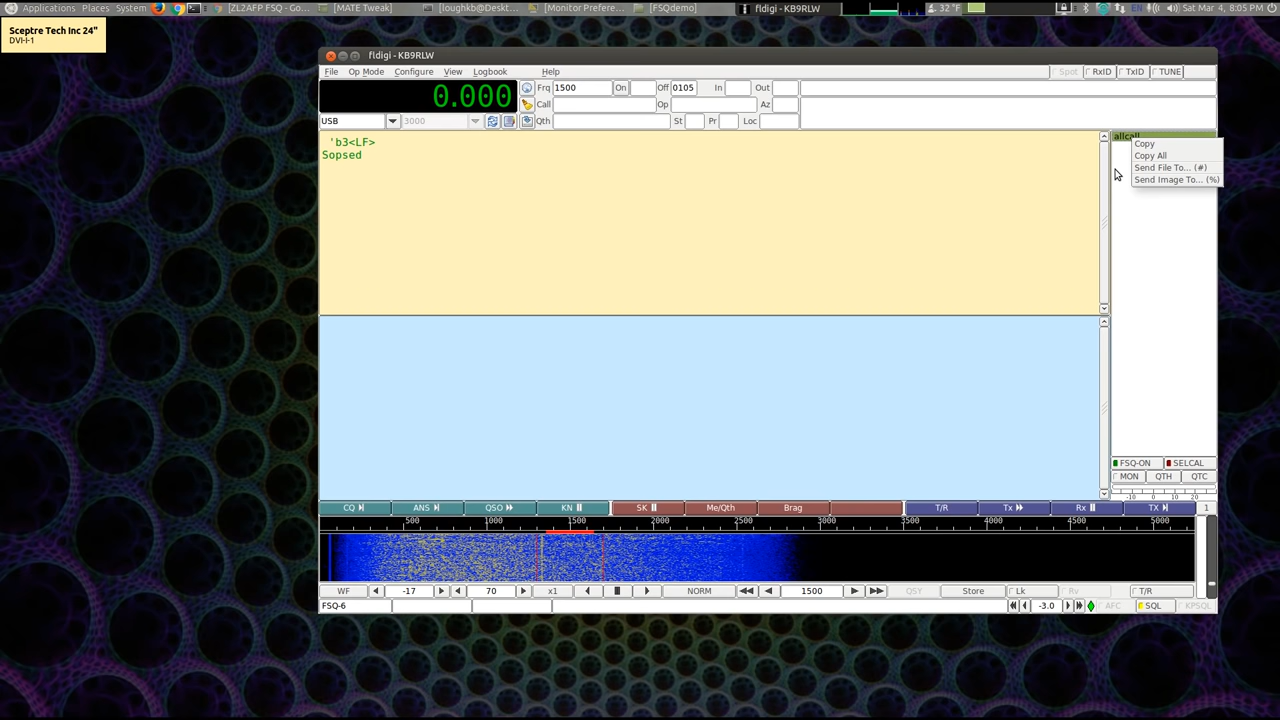 Applications Places System [ZL2AFP FSQ - Go... [MATE Tweak] [loughkb@Deskt... [Monitor Prefere... [FSQdemo] fldigi - KB9RLW 32 °F EN Sat Mar 4, 8:05 PM
Sceptre Tech Inc 24"
DVI-I-1
fldigi - KB9RLW
File Op Mode Configure View Logbook Help Spot RxID TxID TUNE
0.000 Frq 1500 On Off 0105 In Out
Call Op Az
USB 3000 Qth St Pr Loc
'b3<LF>
Sopsed
allcall
Copy
Copy All
Send File To... (#)
Send Image To... (%)
FSQ-ON SELCAL
MON QTH QTC
-10 0 10 20
CQ ANS QSO KN SK Me/Qth Brag T/R Tx Rx TX 1
500 1000 1500 2000 2500 3000 3500 4000 4500 5000
WF -17 70 x1 NORM 1500 QSY Store Lk Rv T/R
FSQ-6 -3.0 AFC SQL KPSQL